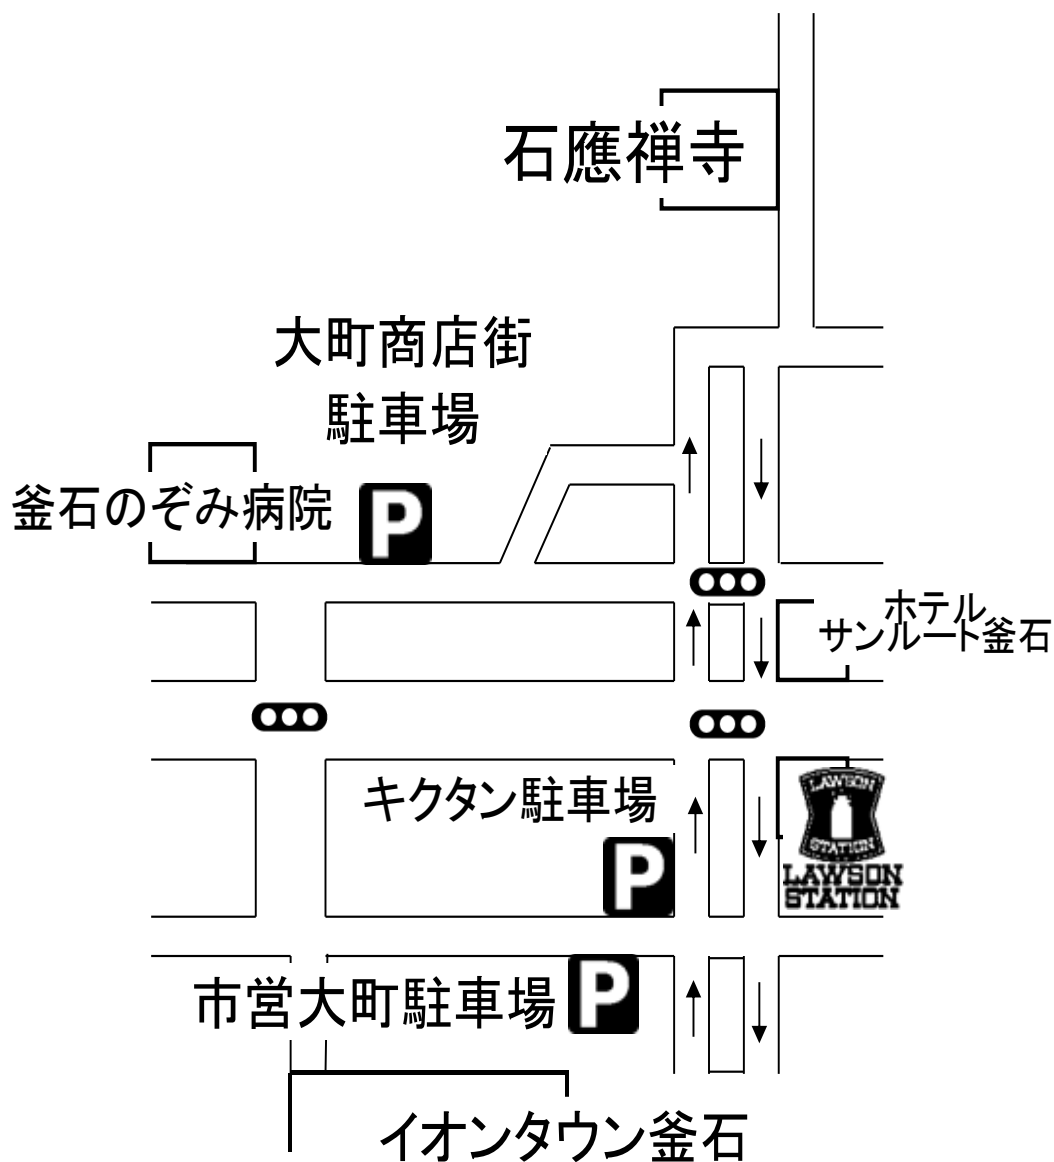 石應禅寺
大町商店街
駐車場
釜石のぞみ病院
P
ホテル
サンルート釜石
キクタン駐車場
LAWSON
STATION
LAWSON
STATION
P
市営大町駐車場
P
イオンタウン釜石